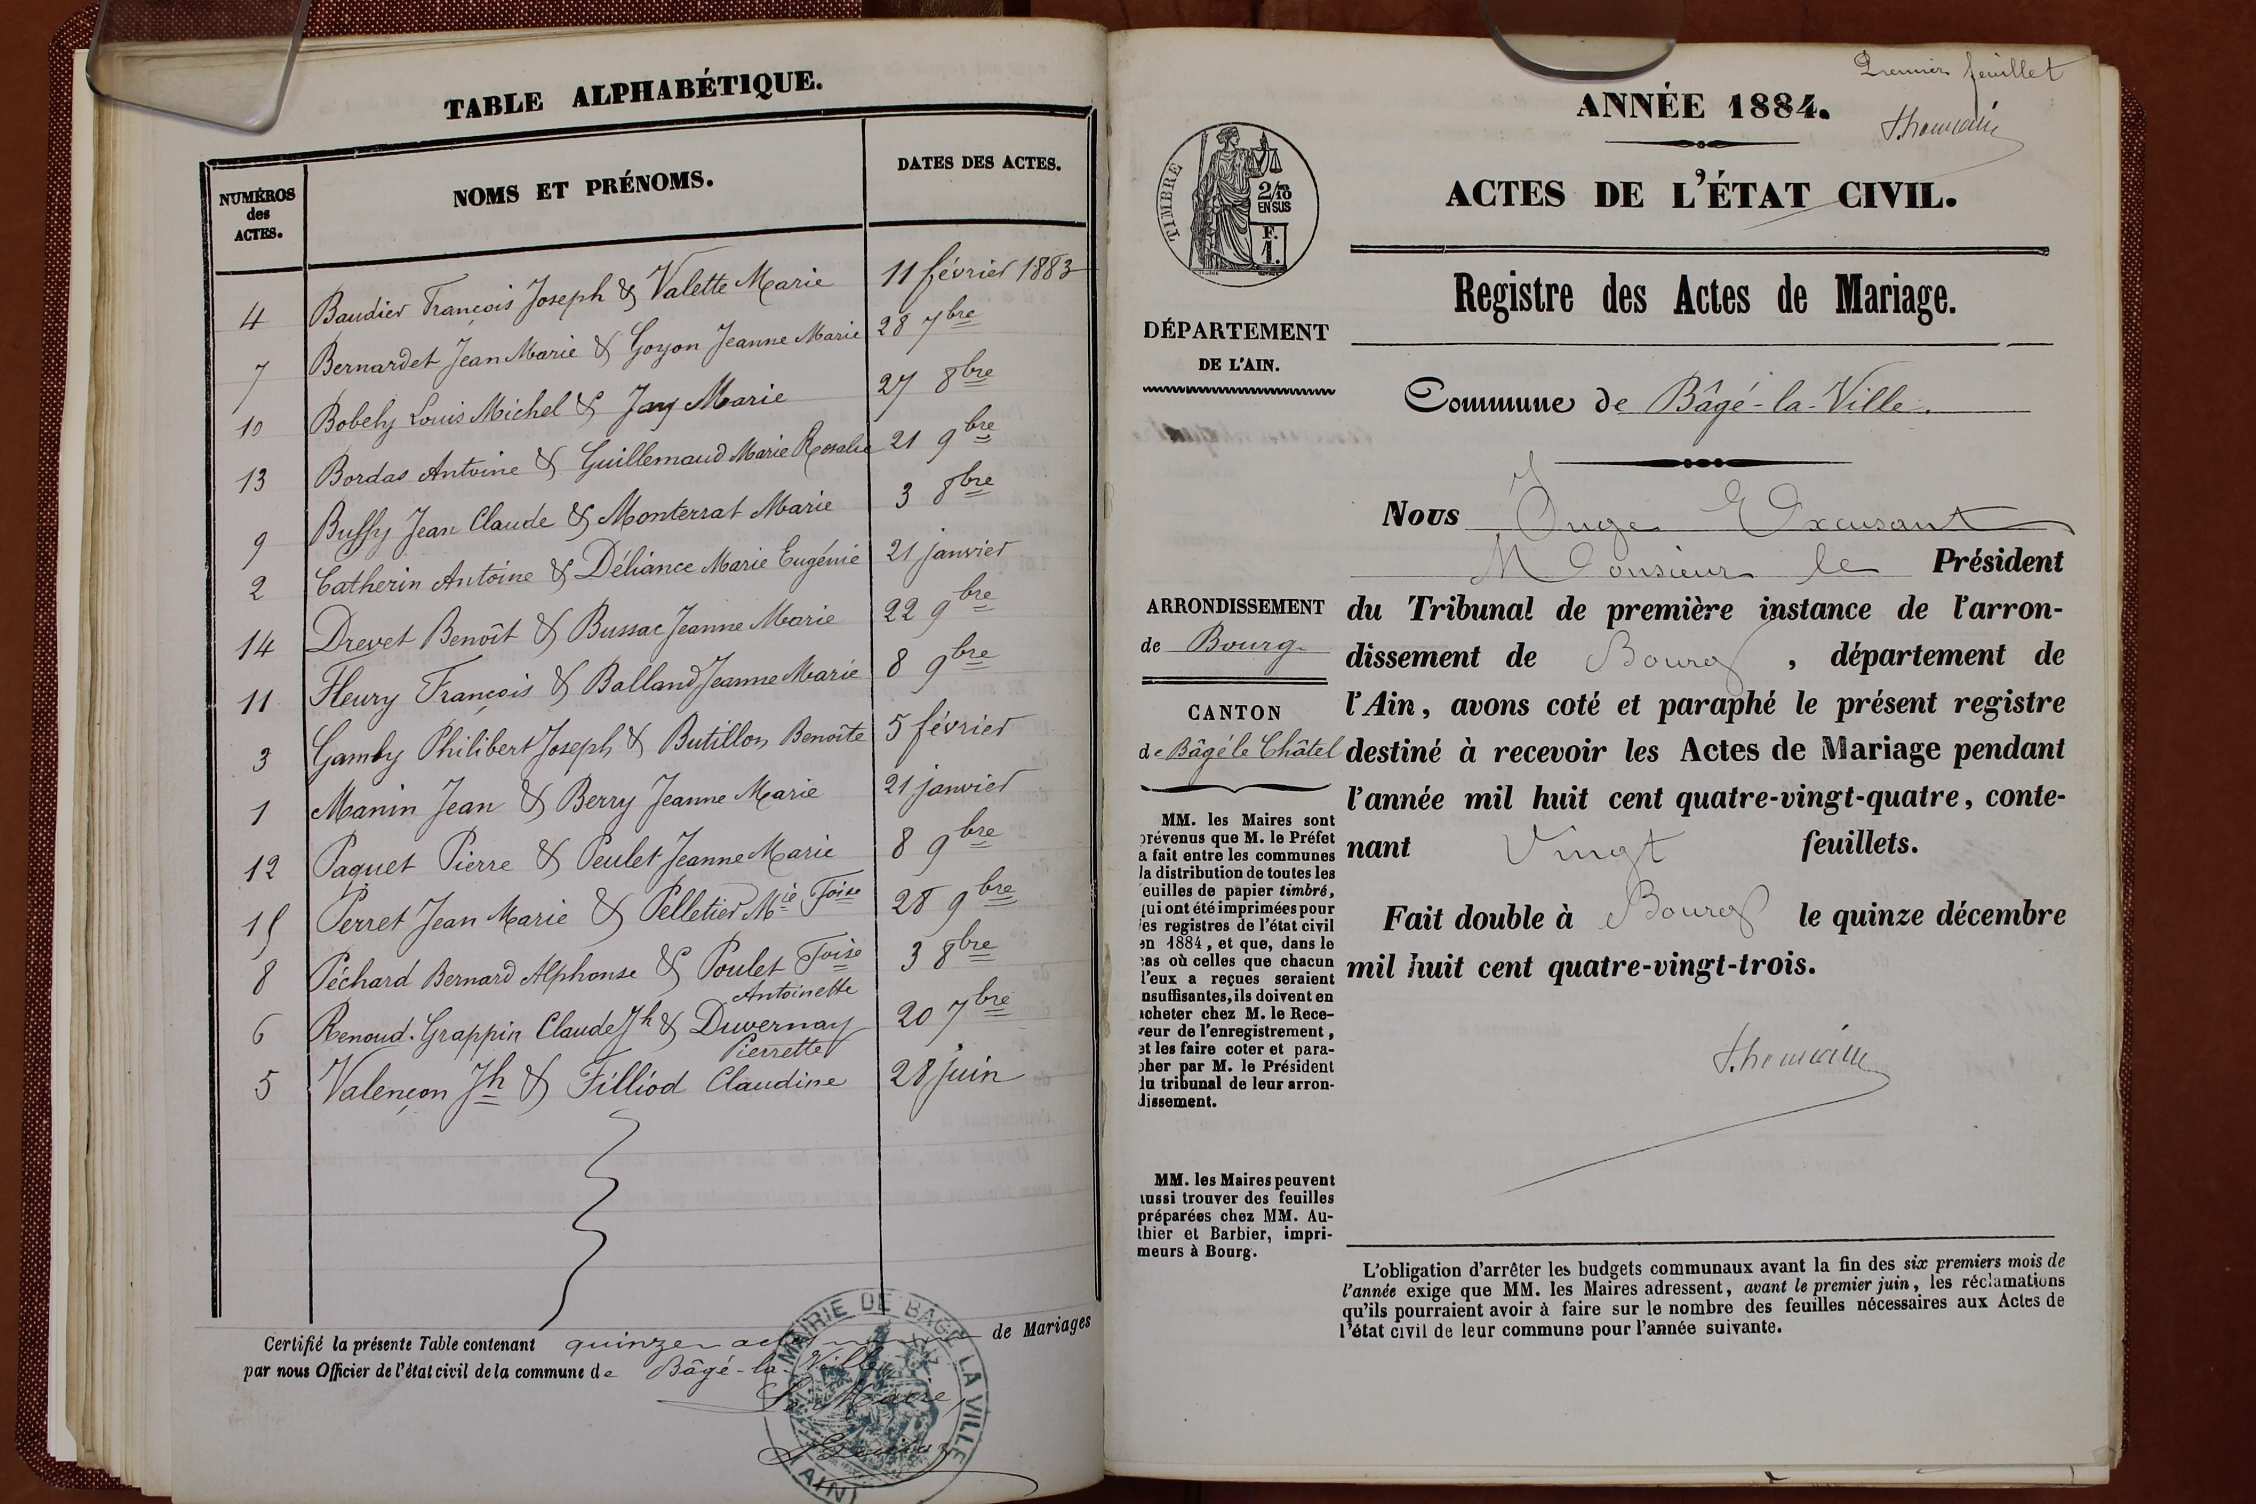 TABLE ALPHABÉTIQUE.
NUMÉROS des ACTES. NOMS ET PRÉNOMS. DATES DES ACTES.
4 Baudier François Joseph & Valette Marie 11 février 1883
7 Bernardet Jean Marie & Goyon Jeanne Marie 28 7bre
10 Bobely Louis Michel & Jay Marie 27 8bre
13 Bordas Antoine & Guillemaud Marie Rosalie 21 9bre
9 Buffy Jean Claude & Monterrat Marie 3 8bre
2 Catherin Antoine & Déliance Marie Eugénie 21 janvier
14 Drevet Benoît & Bussac Jeanne Marie 22 9bre
11 Fleury François & Balland Jeanne Marie 8 9bre
3 Gamby Philibert Joseph & Butillon Benoîte 5 février
1 Manin Jean & Berry Jeanne Marie 21 janvier
12 Paquet Pierre & Peulet Jeanne Marie 8 9bre
15 Perret Jean Marie & Pelletier Mie Foise 28 9bre
8 Péchard Bernard Alphonse & Poulet Foise 3 8bre
Antoinette
6 Renoud-Grappin Claude Jh & Duvernay 20 7bre
Pierrette
5 Valençon Jh & Filliod Claudine 28 juin
Certifié la présente Table contenant quinze actes de Mariages
par nous Officier de l'état civil de la commune de Bâgé-la-Ville
Le Maire,
MAIRIE DE BAGÉ LA VILLE
(AIN)
Premier feuillet
ANNÉE 1884.
ACTES DE L'ÉTAT CIVIL.
TIMBRE
2/10
EN SUS
F.
1.
Registre des Actes de Mariage.
DÉPARTEMENT
DE L'AIN.
Commune de Bâgé-la-Ville.
Nous Juge Excusant
Monsieur le Président
ARRONDISSEMENT
de Bourg
CANTON
de Bâgé le Châtel
du Tribunal de première instance de l'arron-
dissement de Bourg, département de
l'Ain, avons coté et paraphé le présent registre
destiné à recevoir les Actes de Mariage pendant
l'année mil huit cent quatre-vingt-quatre, conte-
nant Vingt feuillets.
Fait double à Bourg le quinze décembre
mil huit cent quatre-vingt-trois.
MM. les Maires sont
prévenus que M. le Préfet
a fait entre les communes
la distribution de toutes les
feuilles de papier timbré,
qui ont été imprimées pour
les registres de l'état civil
en 1884, et que, dans le
cas où celles que chacun
d'eux a reçues seraient
insuffisantes, ils doivent en
acheter chez M. le Rece-
veur de l'enregistrement,
et les faire coter et para-
pher par M. le Président
du tribunal de leur arron-
dissement.
MM. les Maires peuvent
aussi trouver des feuilles
préparées chez MM. Au-
thier et Barbier, impri-
meurs à Bourg.
L'obligation d'arrêter les budgets communaux avant la fin des six premiers mois de
l'année exige que MM. les Maires adressent, avant le premier juin, les réclamations
qu'ils pourraient avoir à faire sur le nombre des feuilles nécessaires aux Actes de
l'état civil de leur commune pour l'année suivante.